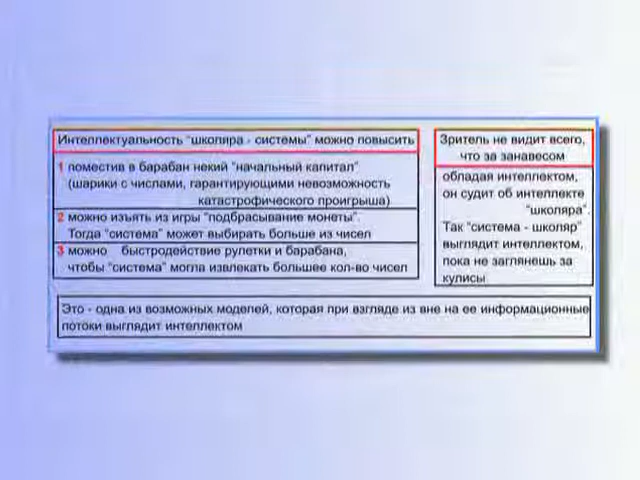 Интеллектуальность "школяра - системы" можно повысить
1 поместив в барабан некий "начальный капитал"
(шарики с числами, гарантирующими невозможность
катастрофического проигрыша)
2 можно изъять из игры "подбрасывание монеты".
Тогда "система" может выбирать больше из чисел
3 можно быстродействие рулетки и барабана,
чтобы "система" могла извлекать большее кол-во чисел
Зритель не видит всего,
что за занавесом
обладая интеллектом,
он судит об интеллекте
"школяра".
Так "система - школяр"
выглядит интеллектом,
пока не заглянешь за
кулисы
Это - одна из возможных моделей, которая при взгляде из вне на ее информационные
потоки выглядит интеллектом